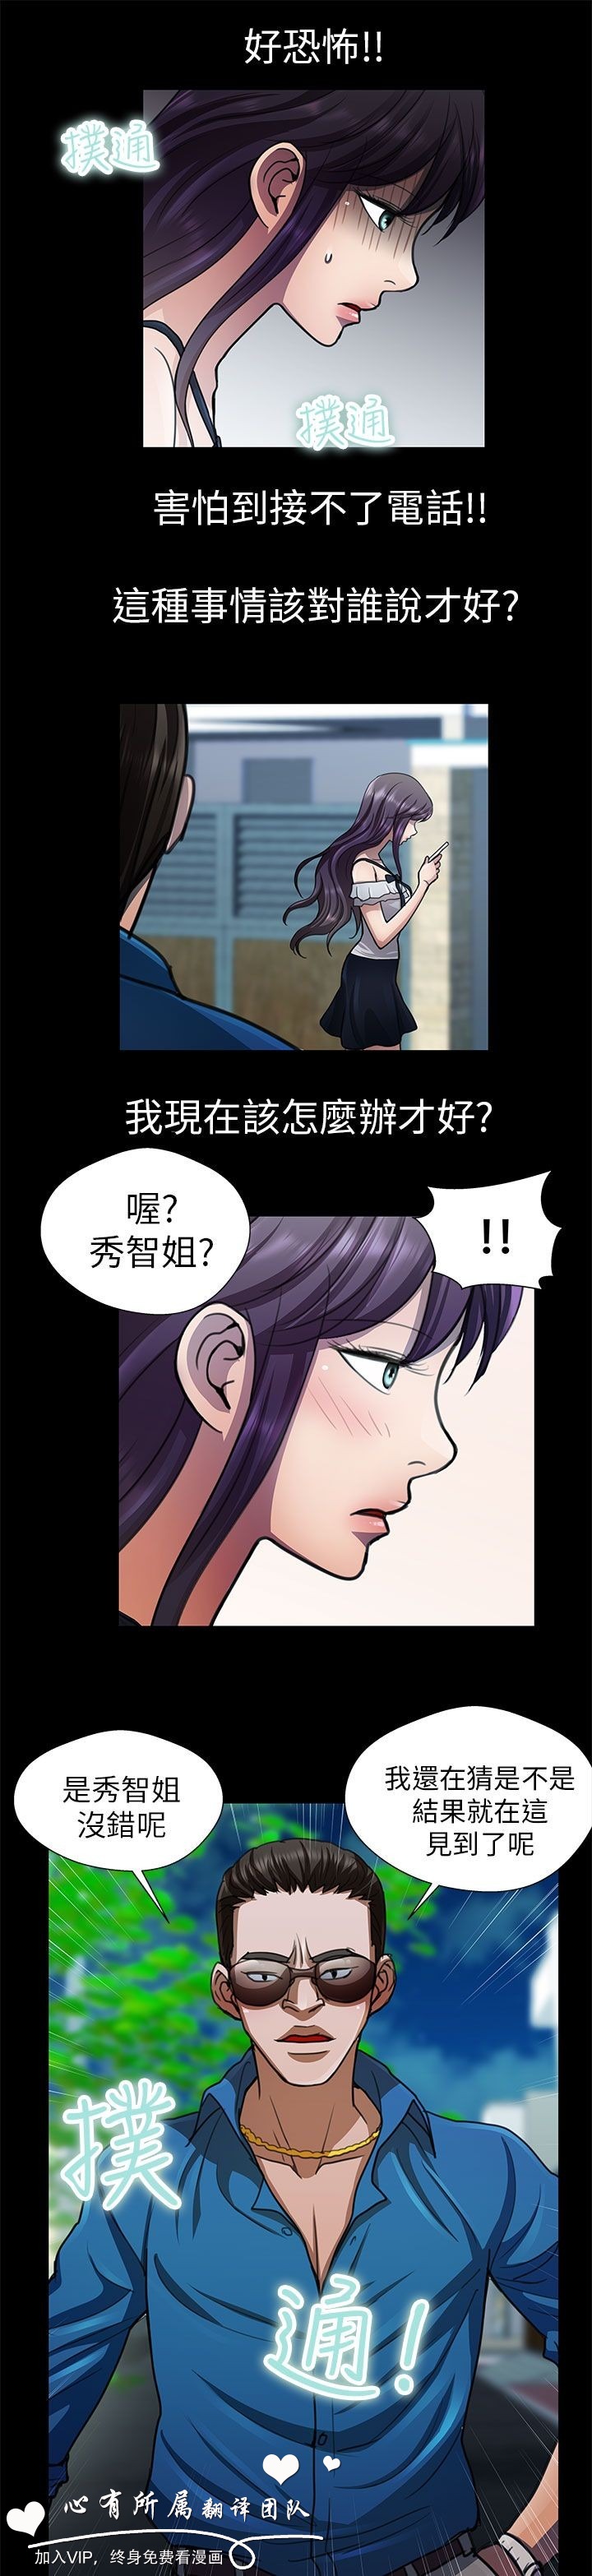 好恐怖!!
撲通
撲通
害怕到接不了電話!!
這種事情該對誰說才好?
我現在該怎麼辦才好?
喔?
秀智姐?
!!
是秀智姐
沒錯呢
我還在猜是不是
結果就在這
見到了呢
撲
通!
心有所属翻译团队
加入VIP，终身免费看漫画